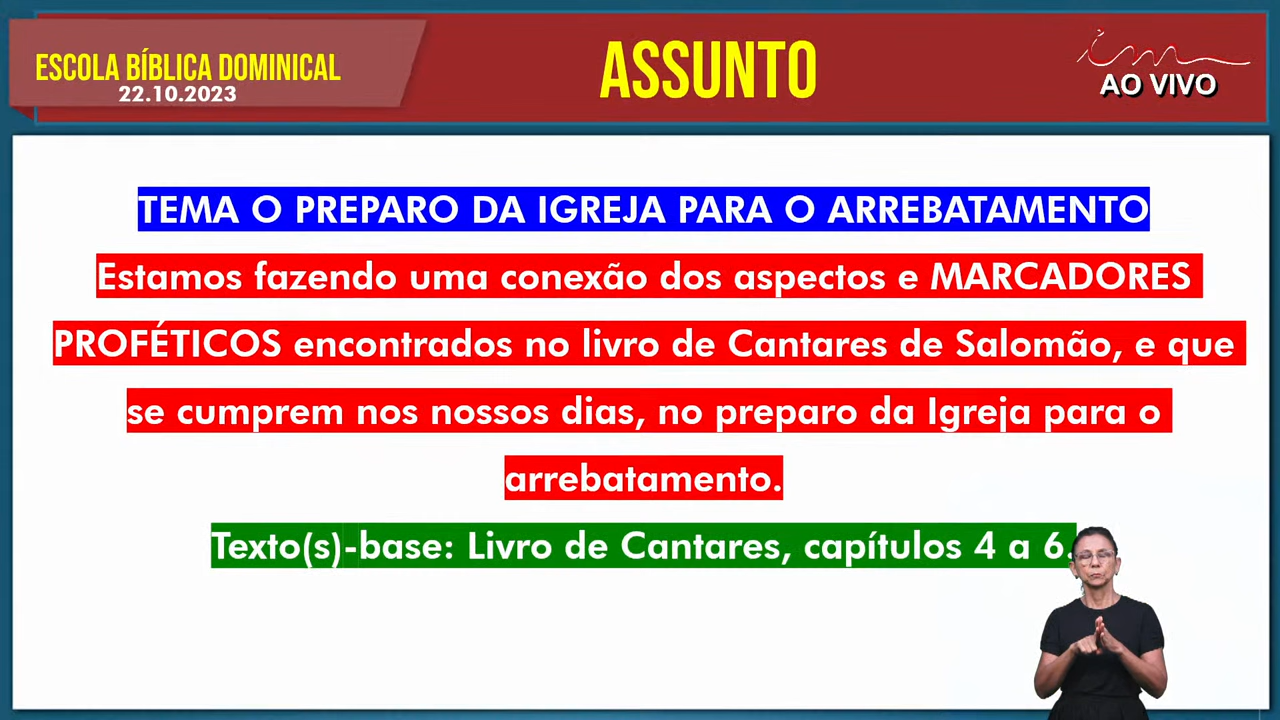 ESCOLA BÍBLICA DOMINICAL
22.10.2023
ASSUNTO
im
AO VIVO
TEMA O PREPARO DA IGREJA PARA O ARREBATAMENTO
Estamos fazendo uma conexão dos aspectos e MARCADORES
PROFÉTICOS encontrados no livro de Cantares de Salomão, e que
se cumprem nos nossos dias, no preparo da Igreja para o
arrebatamento.
Texto(s)-base: Livro de Cantares, capítulos 4 a 6.